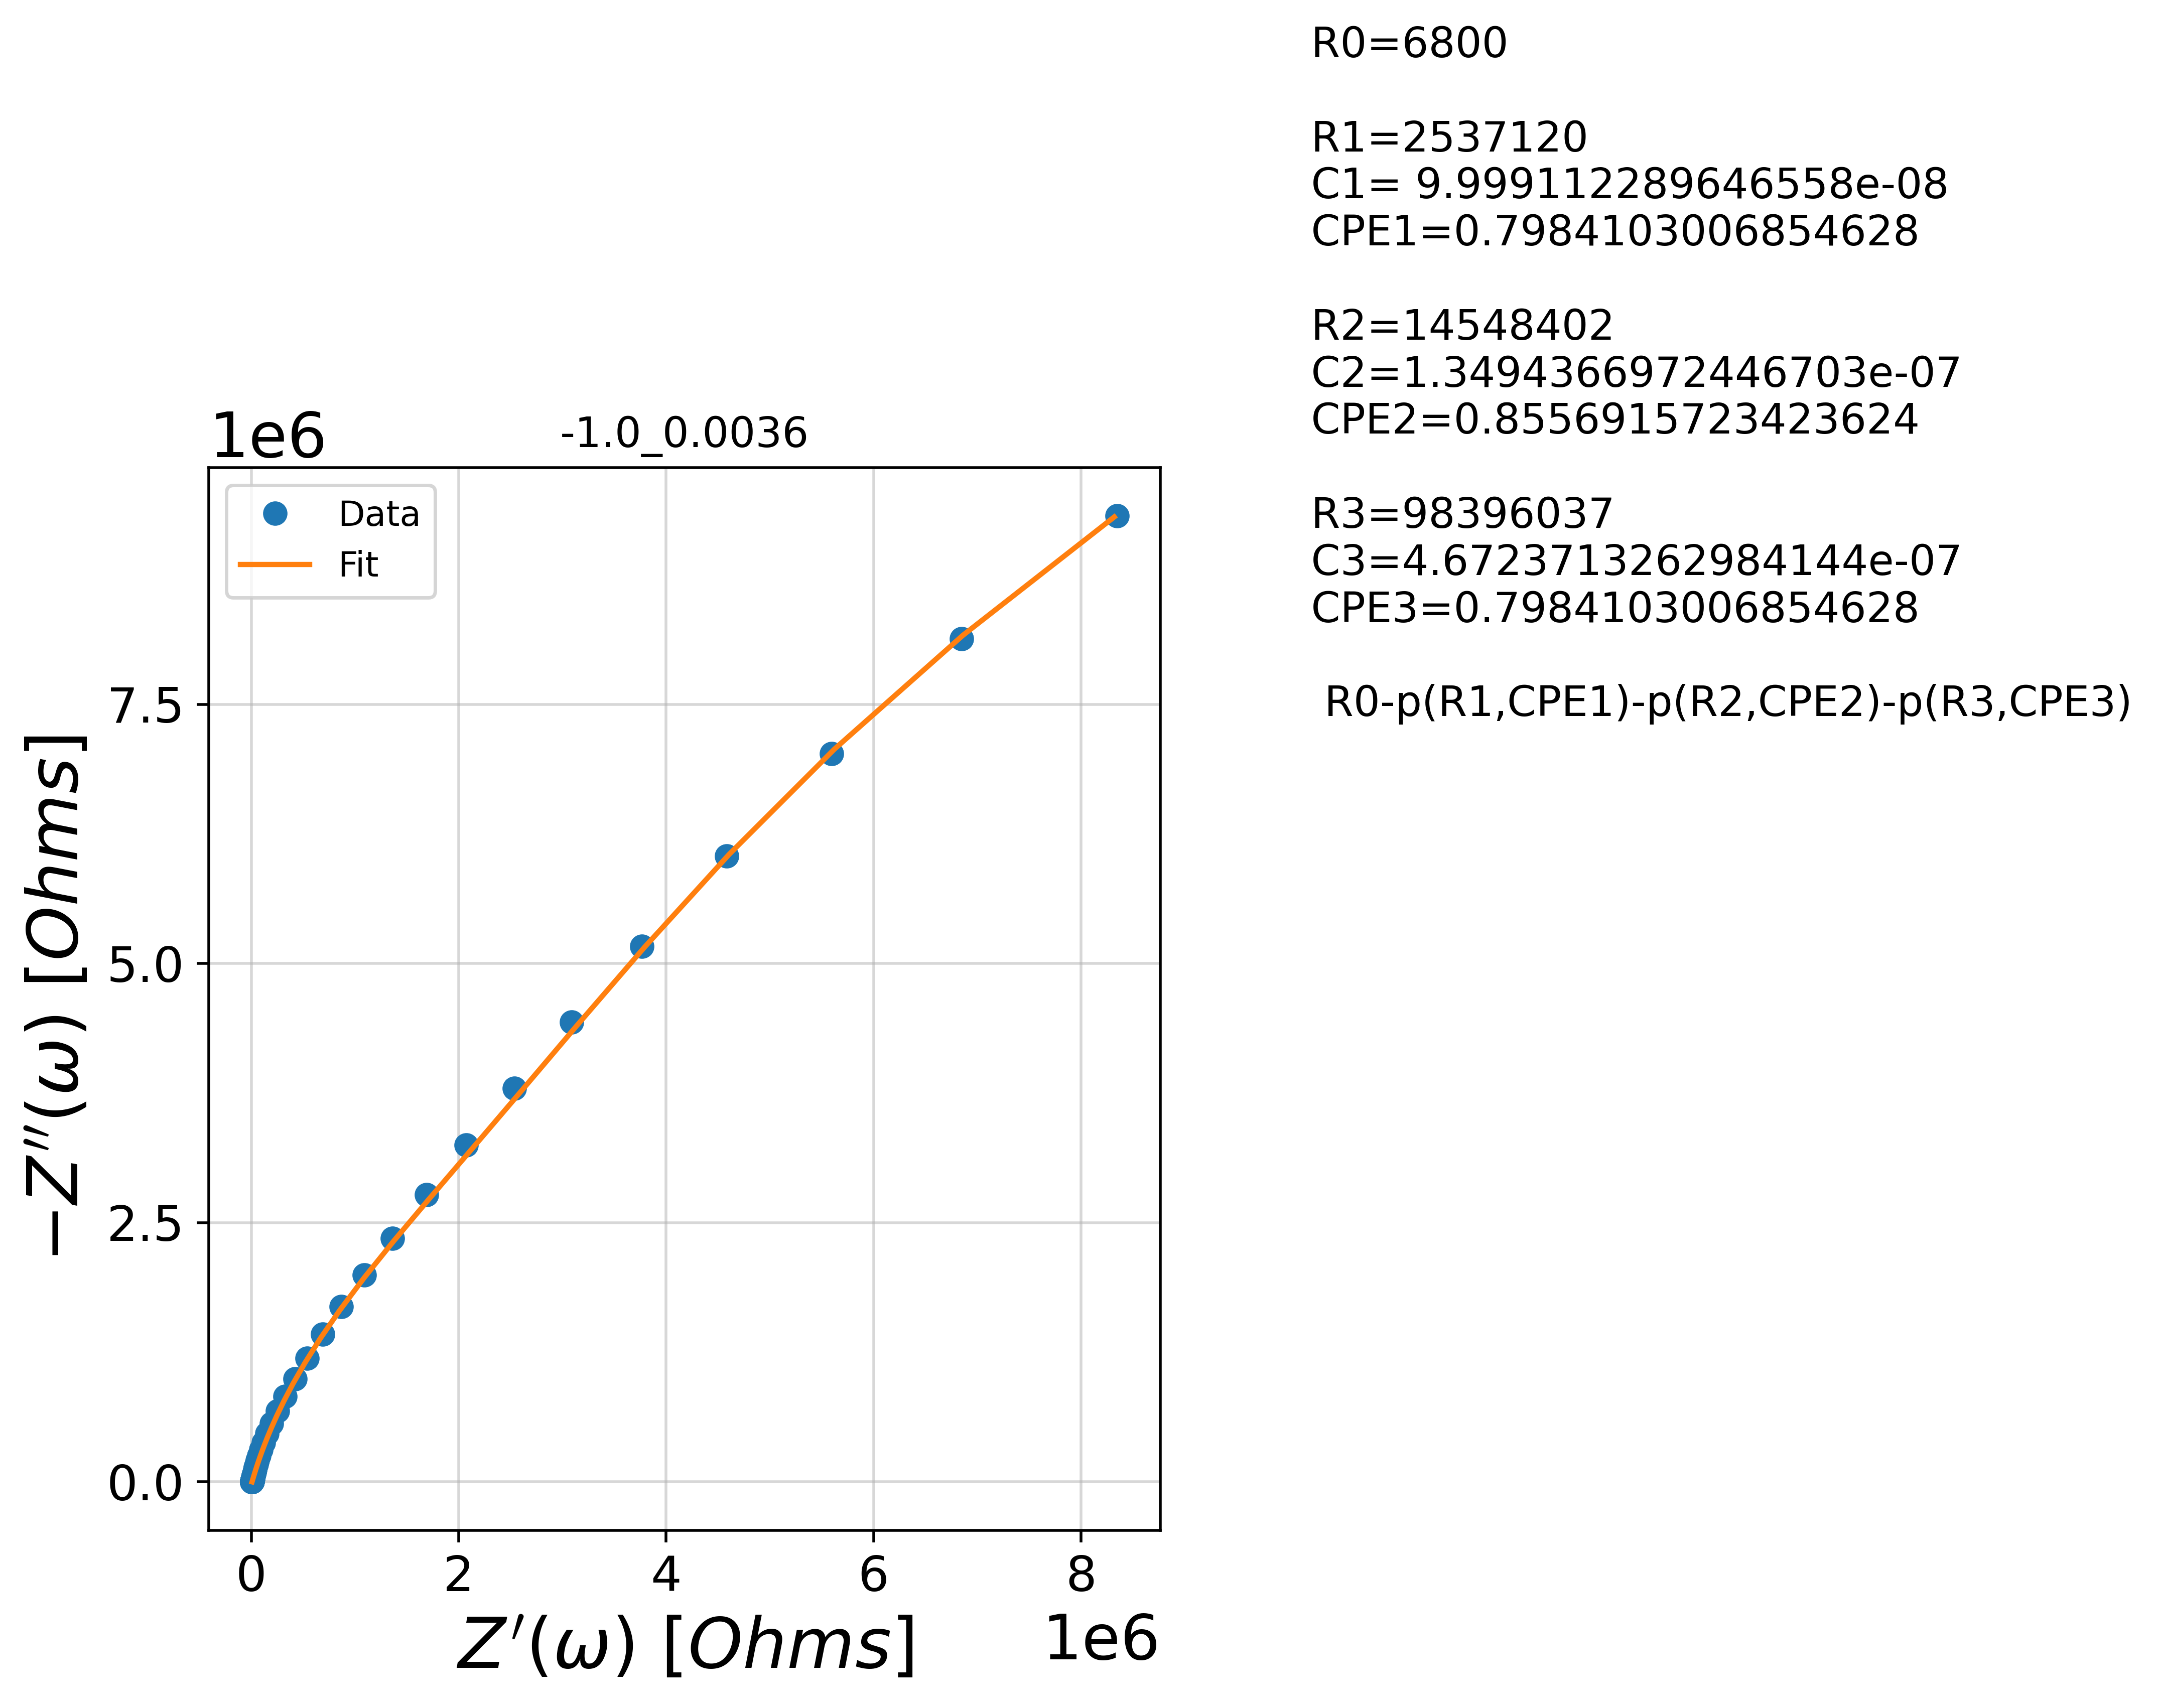 R0=6800
R1=2537120
C1= 9.999112289646558e-08
CPE1=0.7984103006854628
R2=14548402
C2=1.3494366972446703e-07
CPE2=0.8556915723423624
R3=98396037
C3=4.6723713262984144e-07
CPE3=0.7984103006854628
R0-p(R1,CPE1)-p(R2,CPE2)-p(R3,CPE3)
1e6
-1.0_0.0036
Data
Fit
7.5
5.0
2.5
0.0
−Z″(ω) [Ohms]
0 2 4 6 8
Z′(ω) [Ohms]
1e6